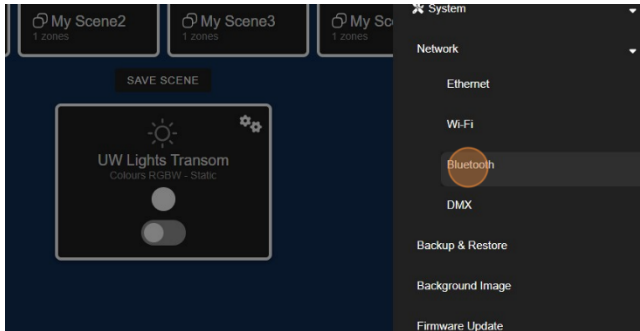 My Scene2
1 zones
My Scene3
1 zones
My Sc
1 zones
SAVE SCENE
UW Lights Transom
Colours RGBW - Static
System
Network
Ethernet
Wi-Fi
Bluetooth
DMX
Backup & Restore
Background Image
Firmware Update